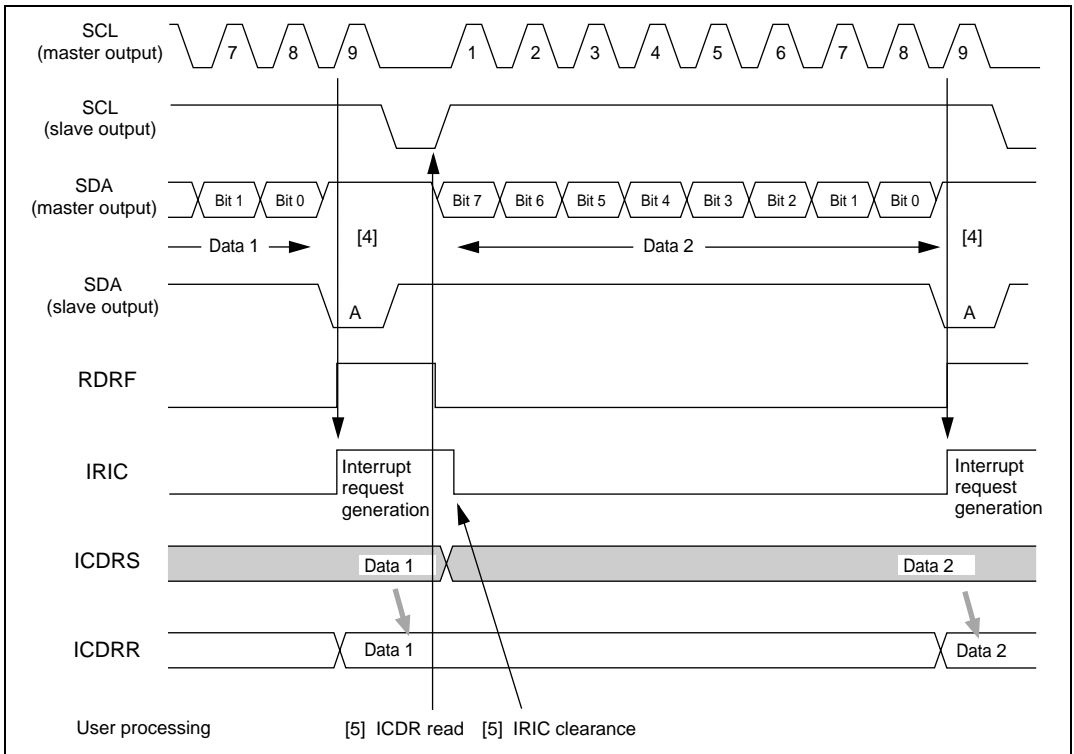 SCL
(master output)
7 8 9 1 2 3 4 5 6 7 8 9
SCL
(slave output)
SDA
(master output)
Bit 1 Bit 0 Bit 7 Bit 6 Bit 5 Bit 4 Bit 3 Bit 2 Bit 1 Bit 0
Data 1 [4] Data 2 [4]
SDA
(slave output)
A A
RDRF
IRIC
Interrupt
request
generation
Interrupt
request
generation
ICDRS
Data 1 Data 2
ICDRR
Data 1 Data 2
User processing [5] ICDR read [5] IRIC clearance